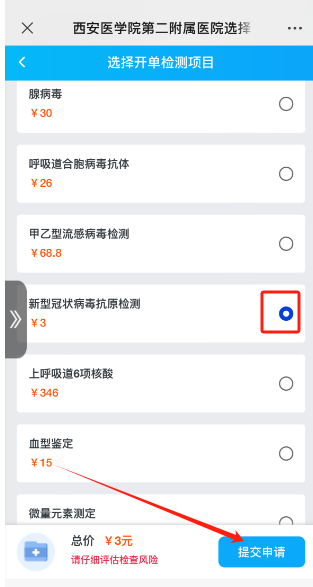 西安医学院第二附属医院选择
选择开单检测项目
腺病毒
￥30
呼吸道合胞病毒抗体
￥26
甲乙型流感病毒检测
￥68.8
新型冠状病毒抗原检测
￥3
上呼吸道6项核酸
￥346
血型鉴定
￥15
微量元素测定
总价 ￥3元
请仔细评估检查风险
提交申请